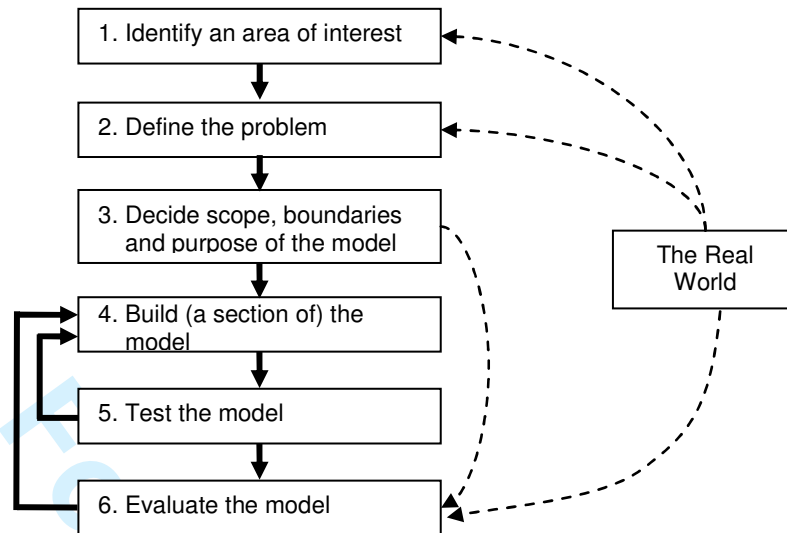 1. Identify an area of interest
2. Define the problem
3. Decide scope, boundaries
and purpose of the model
The Real
World
4. Build (a section of) the
model
5. Test the model
6. Evaluate the model
Fo